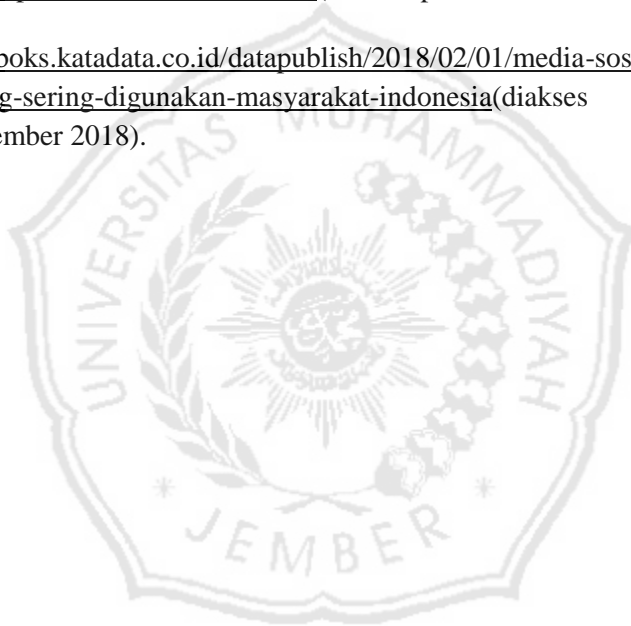 boks.katadata.co.id/datapublish/2018/02/01/media-sos
g-sering-digunakan-masyarakat-indonesia(diakses
ember 2018).
UNIVERSITAS MUHAMMADIYAH
JEMBER